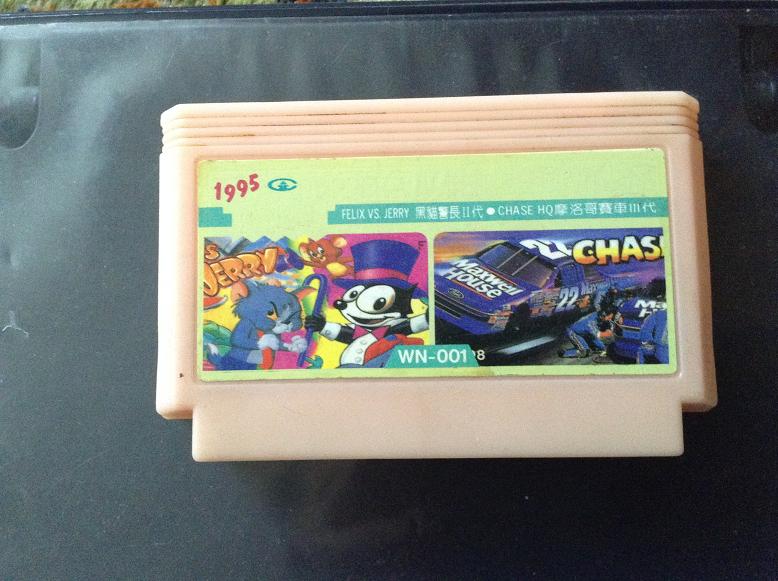 1995
FELIX VS. JERRY 黑貓警長II代 ● CHASE HQ摩洛哥賽車III代
JERRY
CHAS
Maxwell
House
22
WN-001